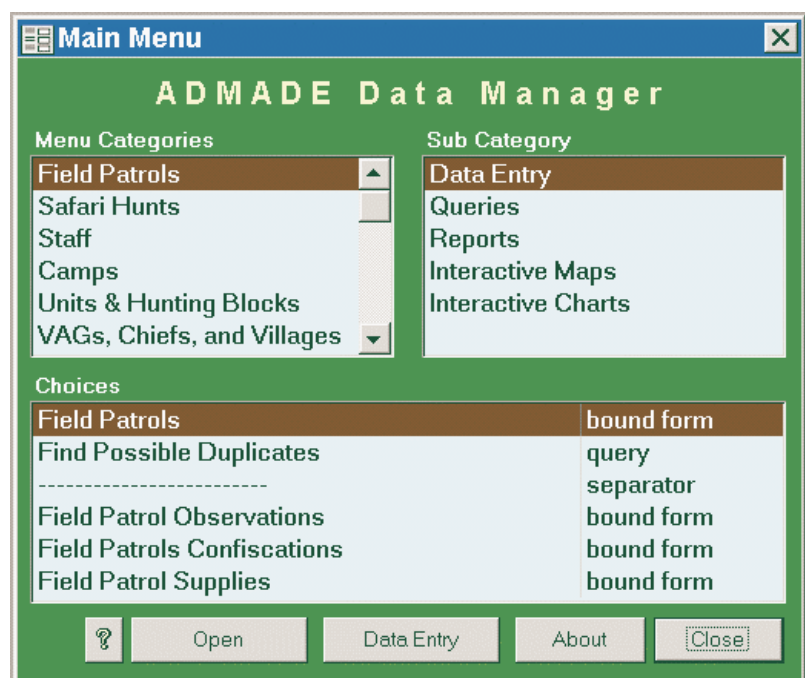 Main Menu
ADMADE Data Manager
Menu Categories
Field Patrols
Safari Hunts
Staff
Camps
Units & Hunting Blocks
VAGs, Chiefs, and Villages
Sub Category
Data Entry
Queries
Reports
Interactive Maps
Interactive Charts
Choices
Field Patrols bound form
Find Possible Duplicates query
------------------------- separator
Field Patrol Observations bound form
Field Patrols Confiscations bound form
Field Patrol Supplies bound form
? Open Data Entry About Close